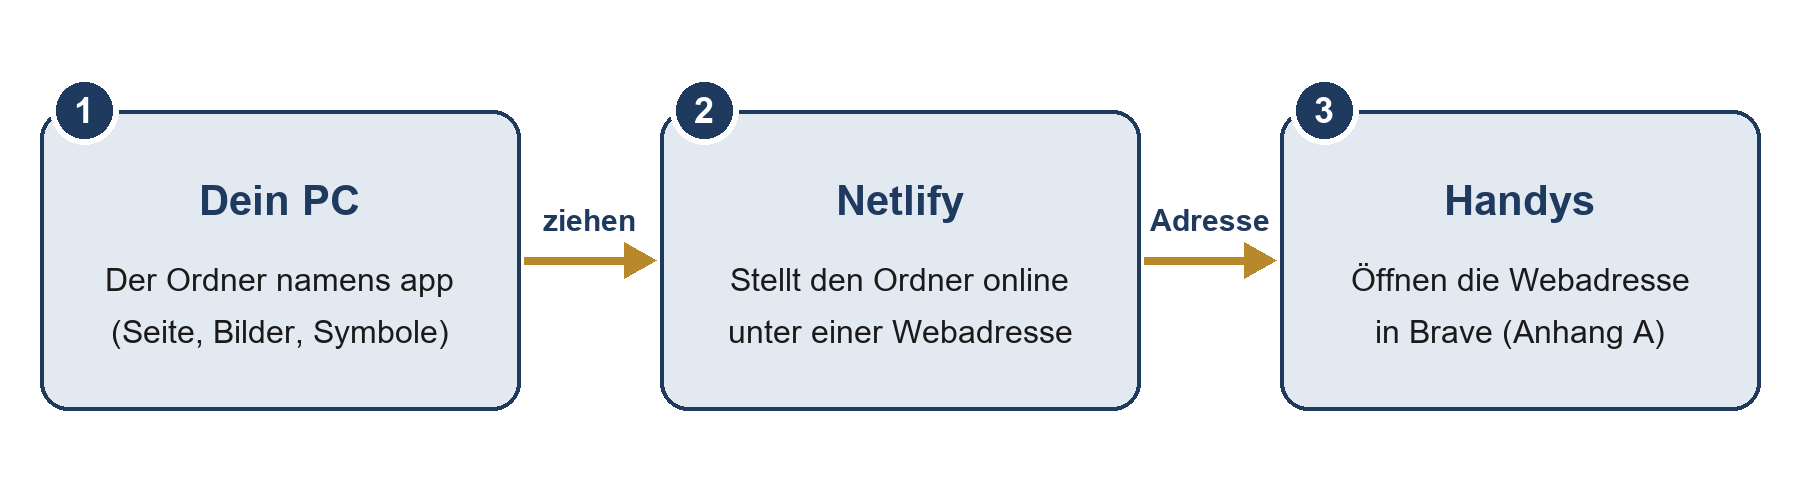 1
Dein PC
Der Ordner namens app
(Seite, Bilder, Symbole)
ziehen
2
Netlify
Stellt den Ordner online
unter einer Webadresse
Adresse
3
Handys
Öffnen die Webadresse
in Brave (Anhang A)